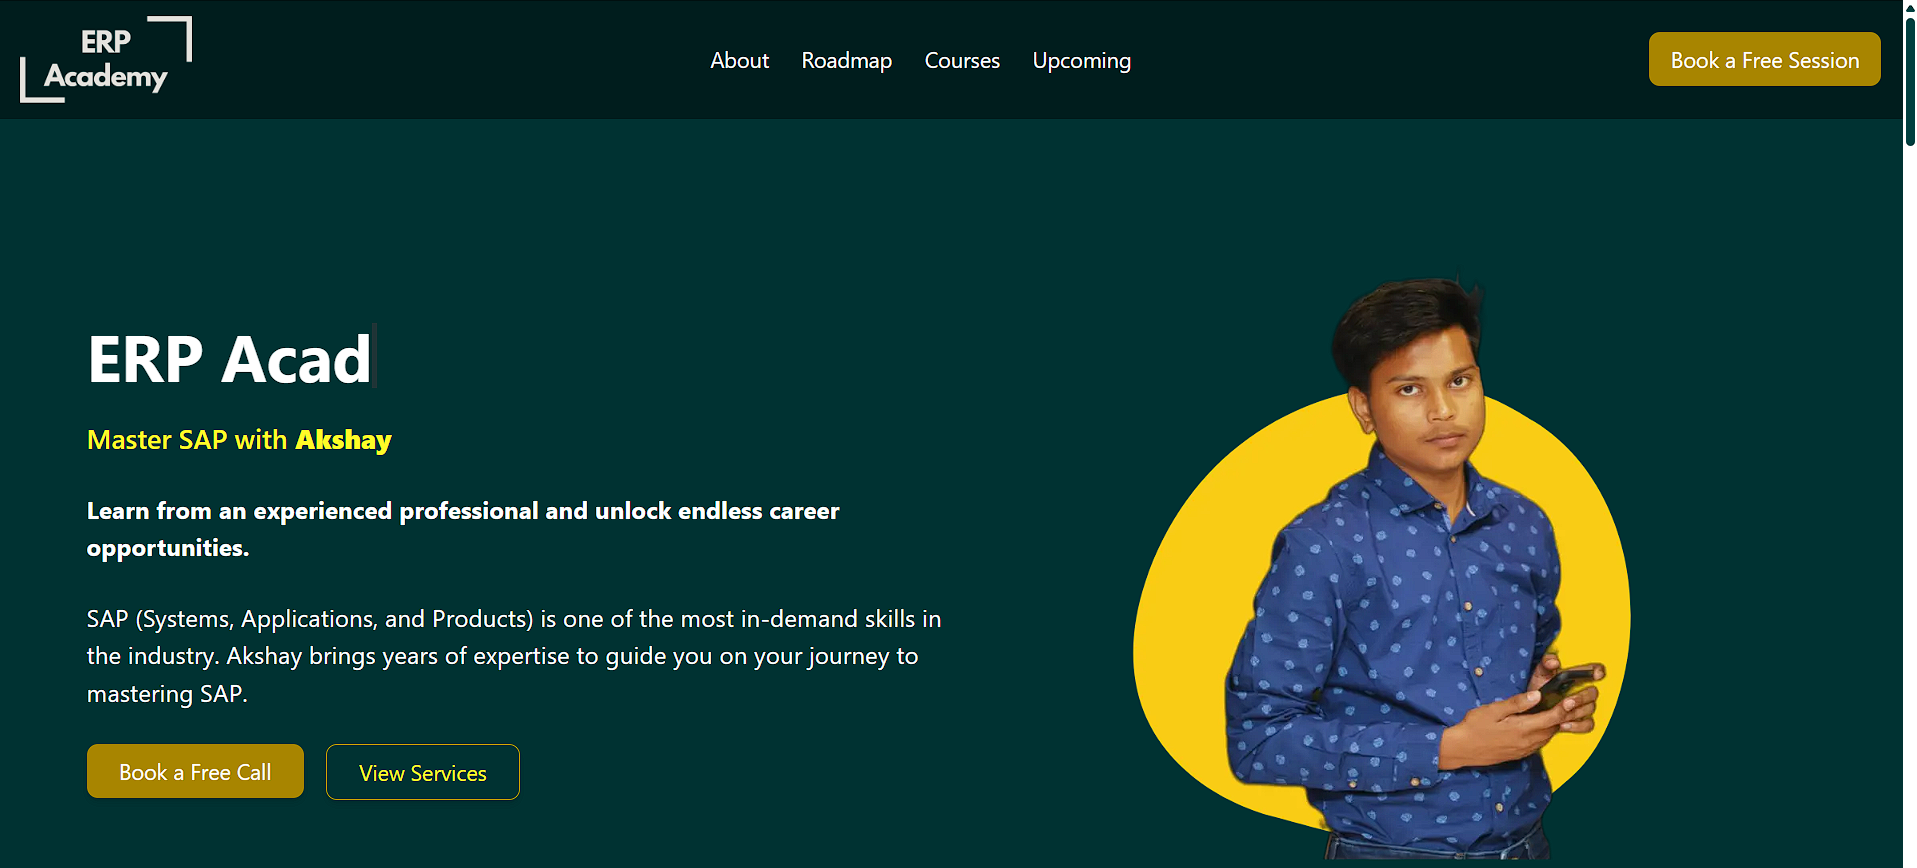 ERP
Academy
About Roadmap Courses Upcoming
Book a Free Session
ERP Acad
Master SAP with Akshay
Learn from an experienced professional and unlock endless career
opportunities.
SAP (Systems, Applications, and Products) is one of the most in-demand skills in
the industry. Akshay brings years of expertise to guide you on your journey to
mastering SAP.
Book a Free Call
View Services